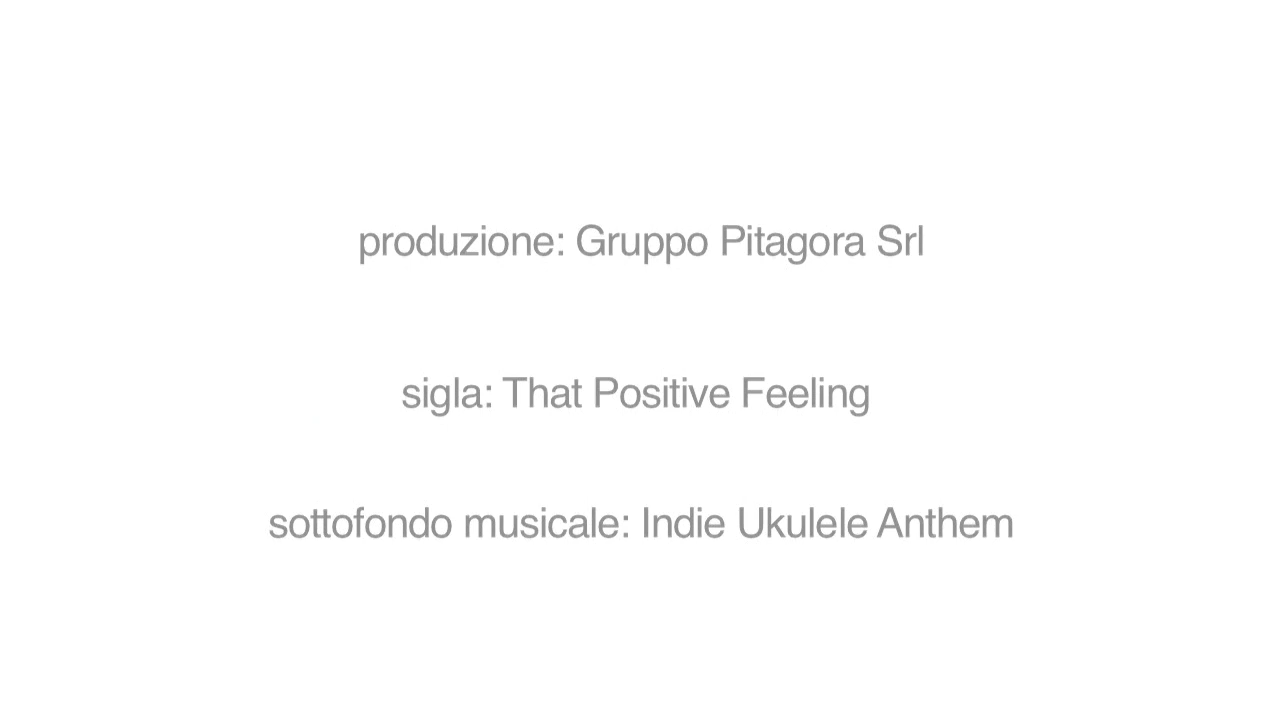 produzione: Gruppo Pitagora Srl
sigla: That Positive Feeling
sottofondo musicale: Indie Ukulele Anthem